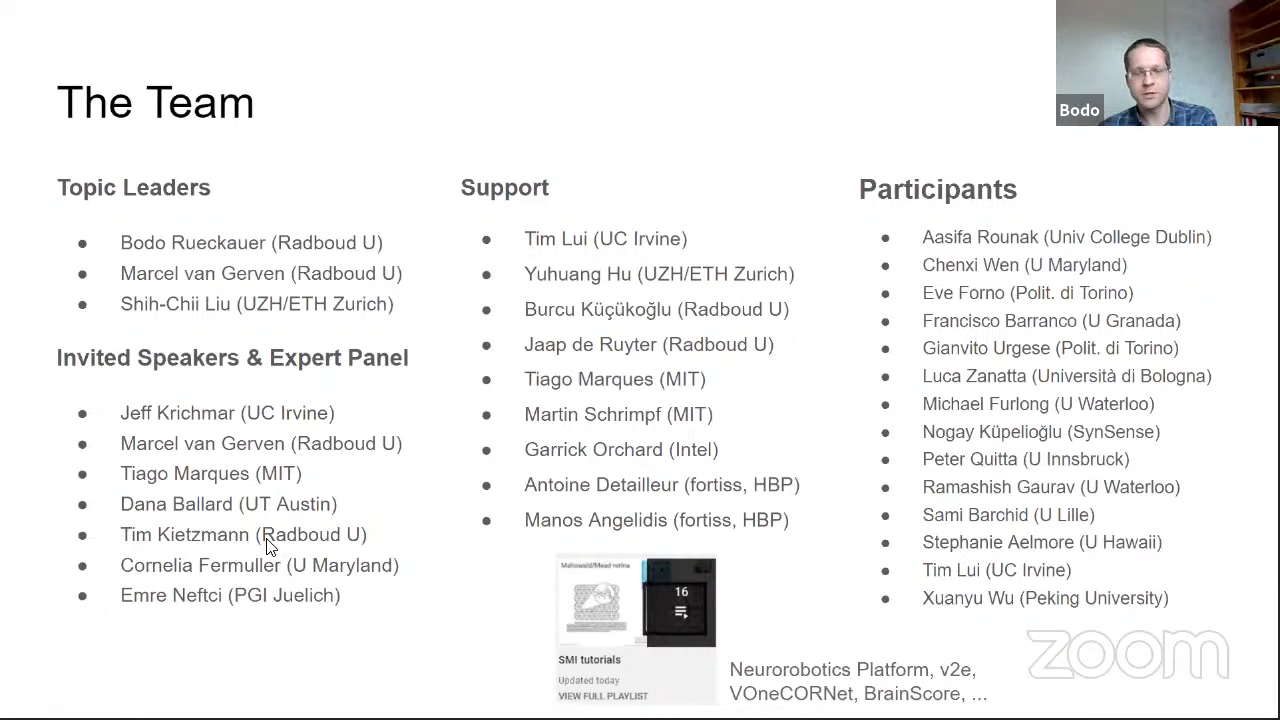 The Team
Bodo
Topic Leaders
● Bodo Rueckauer (Radboud U)
● Marcel van Gerven (Radboud U)
● Shih-Chii Liu (UZH/ETH Zurich)
Invited Speakers & Expert Panel
● Jeff Krichmar (UC Irvine)
● Marcel van Gerven (Radboud U)
● Tiago Marques (MIT)
● Dana Ballard (UT Austin)
● Tim Kietzmann (Radboud U)
● Cornelia Fermuller (U Maryland)
● Emre Neftci (PGI Juelich)
Support
● Tim Lui (UC Irvine)
● Yuhuang Hu (UZH/ETH Zurich)
● Burcu Küçükoğlu (Radboud U)
● Jaap de Ruyter (Radboud U)
● Tiago Marques (MIT)
● Martin Schrimpf (MIT)
● Garrick Orchard (Intel)
● Antoine Detailleur (fortiss, HBP)
● Manos Angelidis (fortiss, HBP)
Mahowald/Mead retina
16
SMI tutorials
Updated today
VIEW FULL PLAYLIST
Neurorobotics Platform, v2e,
VOneCORNet, BrainScore, ...
Participants
● Aasifa Rounak (Univ College Dublin)
● Chenxi Wen (U Maryland)
● Eve Forno (Polit. di Torino)
● Francisco Barranco (U Granada)
● Gianvito Urgese (Polit. di Torino)
● Luca Zanatta (Università di Bologna)
● Michael Furlong (U Waterloo)
● Nogay Küpelioğlu (SynSense)
● Peter Quitta (U Innsbruck)
● Ramashish Gaurav (U Waterloo)
● Sami Barchid (U Lille)
● Stephanie Aelmore (U Hawaii)
● Tim Lui (UC Irvine)
● Xuanyu Wu (Peking University)
zoom